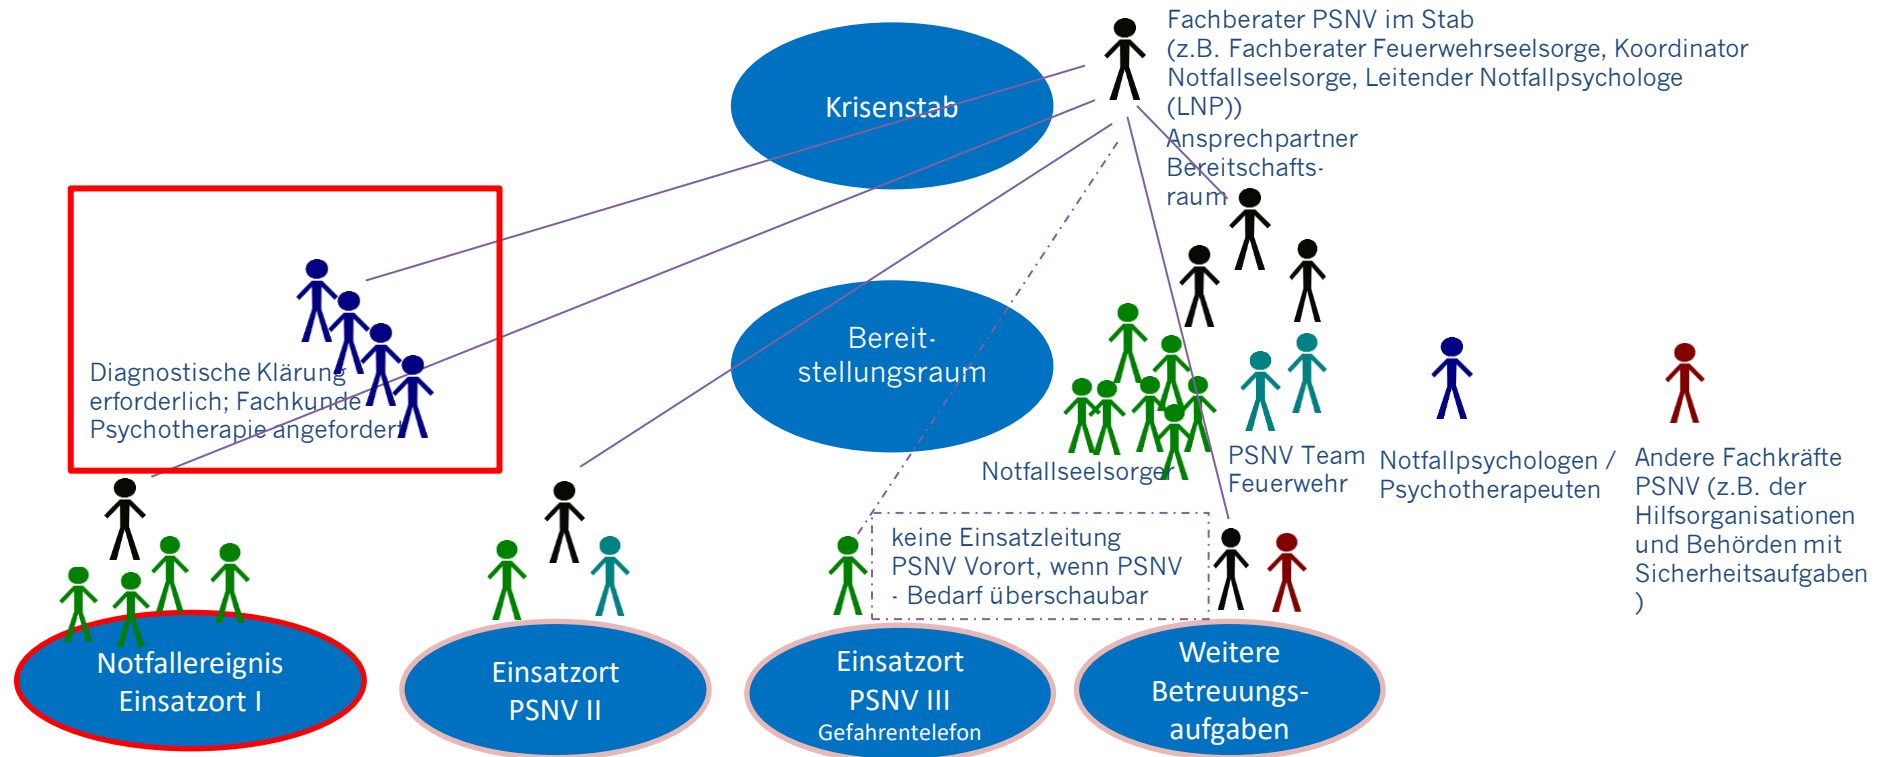 Fachberater PSNV im Stab
(z.B. Fachberater Feuerwehrseelsorge, Koordinator
Notfallseelsorge, Leitender Notfallpsychologe
(LNP))
Krisenstab
Ansprechpartner
Bereitschafts-
raum
Diagnostische Klärung
erforderlich; Fachkunde
Psychotherapie angefordert
Bereit-
stellungsraum
Notfallseelsorger
PSNV Team
Feuerwehr
Notfallpsychologen /
Psychotherapeuten
Andere Fachkräfte
PSNV (z.B. der
Hilfsorganisationen
und Behörden mit
Sicherheitsaufgaben
)
keine Einsatzleitung
PSNV Vorort, wenn PSNV
- Bedarf überschaubar
Notfallereignis
Einsatzort I
Einsatzort
PSNV II
Einsatzort
PSNV III
Gefahrentelefon
Weitere
Betreuungs-
aufgaben